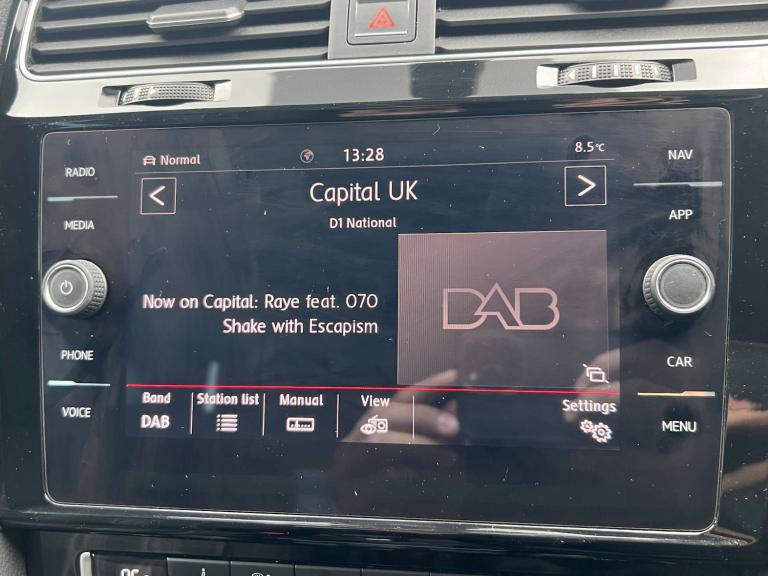 RADIO
MEDIA
PHONE
VOICE
Normal
13:28
8.5°C
Capital UK
D1 National
Now on Capital: Raye feat. 070
Shake with Escapism
DAB
Band
DAB
Station list
Manual
View
Settings
NAV
APP
CAR
MENU